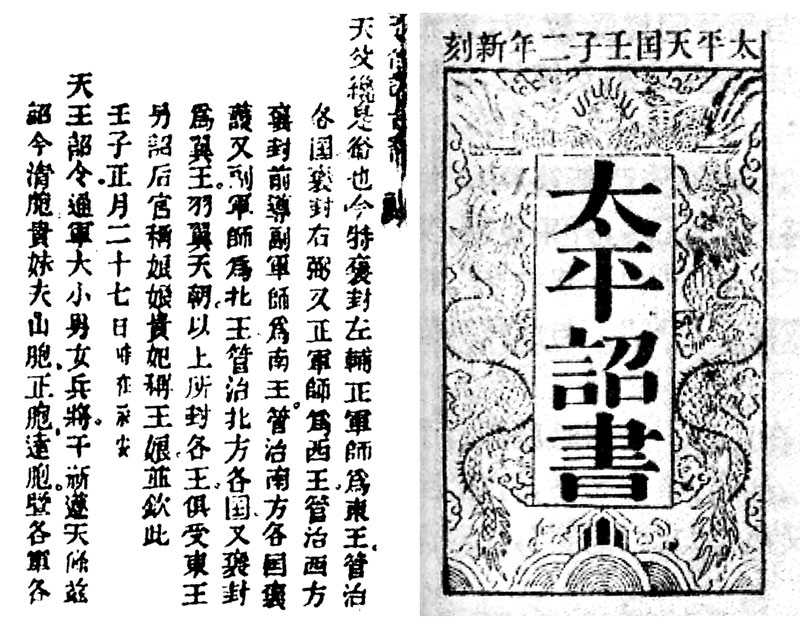 太平天国壬子二年新刻
太平詔書
天父纔是爺也今特褒封左輔正軍師爲東王管治
各国褒封右弼又正軍師爲西王管治西方
褒封前導副軍師爲南王管治南方各国褒
護又副軍師爲北王管治北方各国又褒封
爲翼王羽翼天朝以上所封各王俱受東王
另詔后宮稱娘娘貴妃稱王娘並欽此
壬子正月二十七日時在永安
天王詔令通軍大小男女兵將千祈遵天條茲
詔今清胞貴妹夫山胞正胞達胞暨各軍各